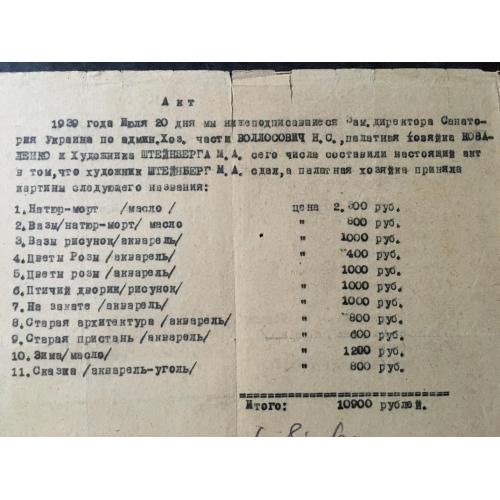 Акт
1939 года Июля 20 дня мы нижеподписавшиеся Зам. директора Санато-
рия Украина по админ.Хоз. части ВОЛЛОСОВИЧ Н.С.,палатная Хозяйка КОВА-
ЛЕНКО и Художника ШТЕЙНБЕРГА М.А. сего числа составили настоящий акт
в том,что художник ШТЕЙНБЕРГ М.А. сдал,а палатная хозяйка приняла
картины следующего названия:
1.Натюр-морт /масло / цена 2.300 руб.
2.Вазы/натюр-морт/ масло " 800 руб.
3.Вазы рисунок/акварель/ " 1000 руб.
4.Цветы Розы /акварель/ " 400 руб.
5.Цветы розы /акварель/ " 1000 руб.
6.Птичий дворик/рисунок/ " 1000 руб.
7.На закате /акварель/ " 1000 руб.
8.Старая архитектура /акварель/ " 800 руб.
9.Старая пристань /акварель/ " 600 руб.
10.Зима/масло/ " 1200 руб.
11.Сказка /акварель-уголь/ " 800 руб.
Итого: 10900 рублей.